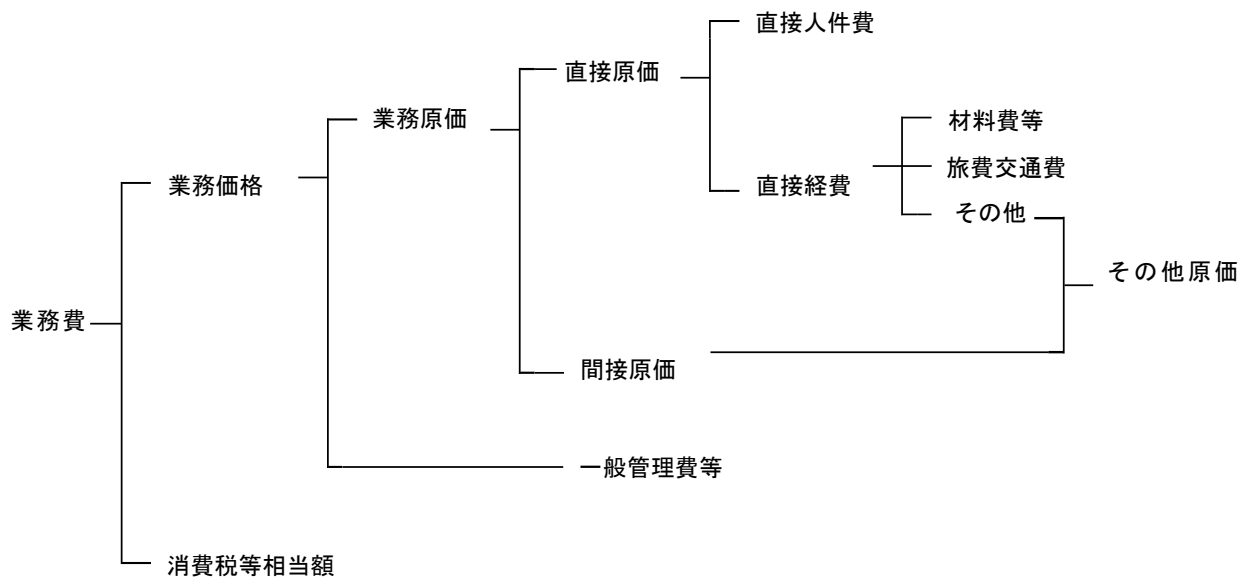 直接人件費
直接原価
業務原価
材料費等
旅費交通費
業務価格
直接経費
その他
その他原価
業務費
間接原価
一般管理費等
消費税等相当額